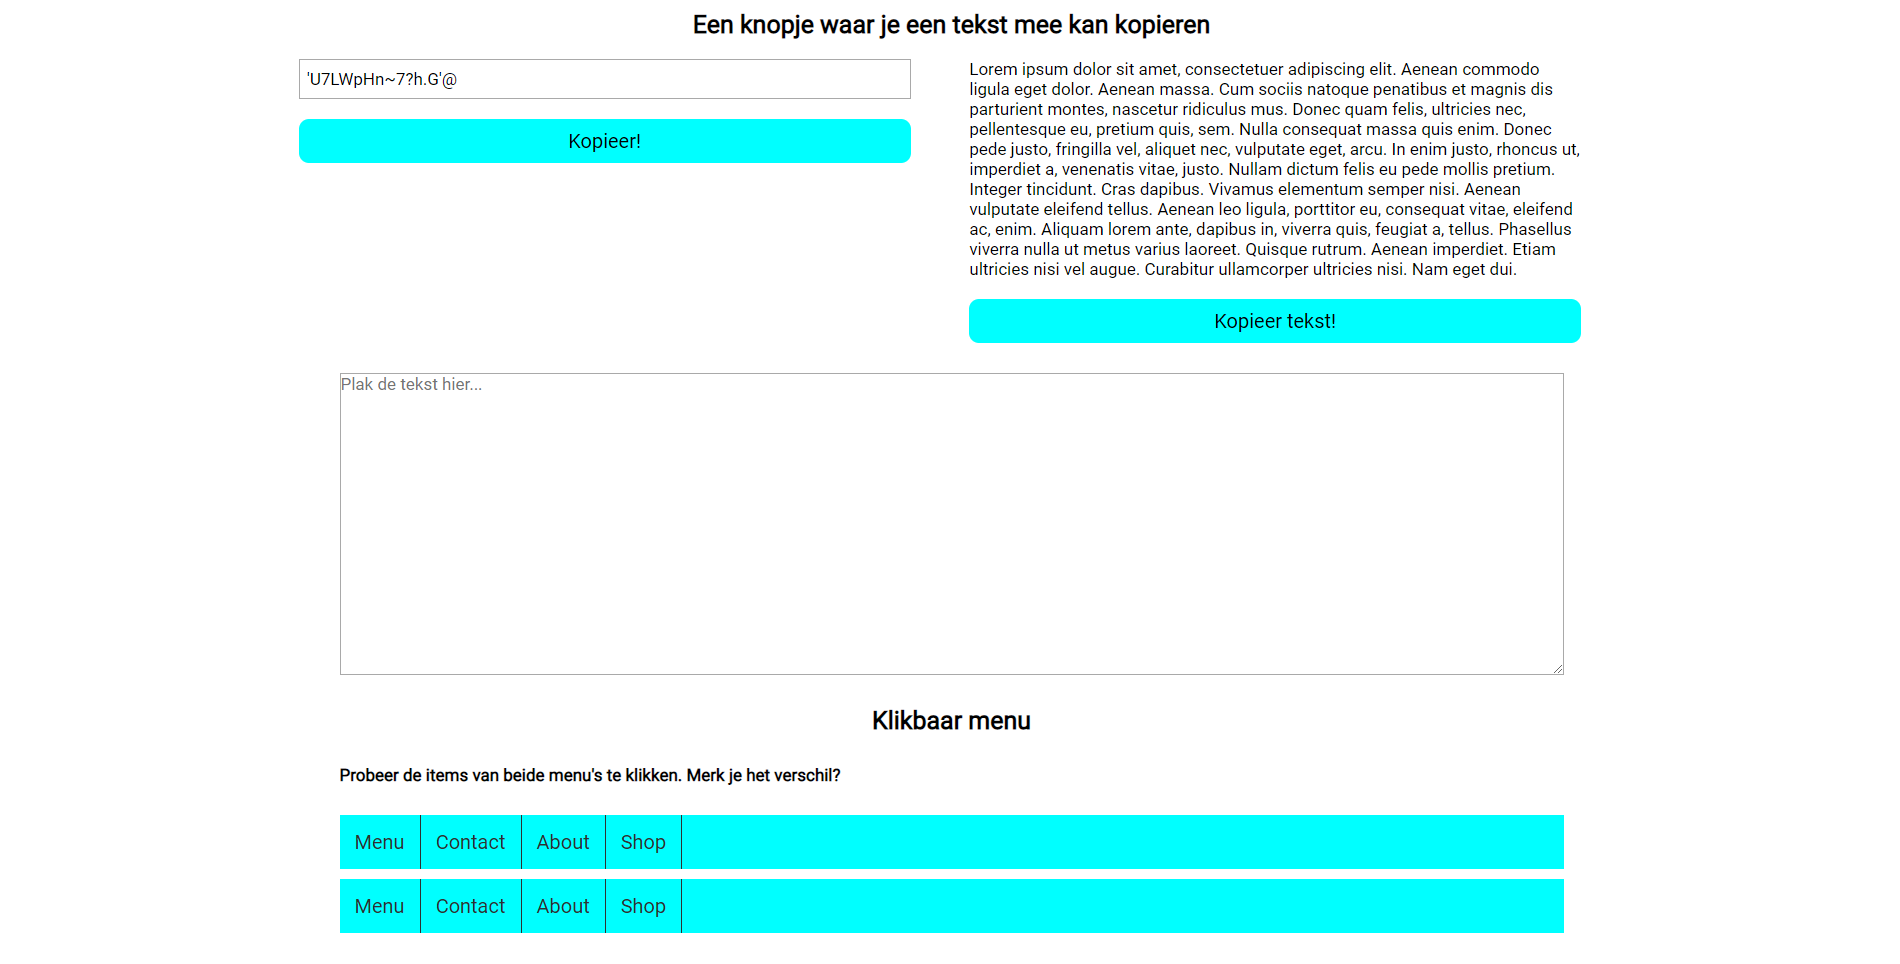 Een knopje waar je een tekst mee kan kopieren
'U7LWpHn~7?h.G'@
Kopieer!
Lorem ipsum dolor sit amet, consectetuer adipiscing elit. Aenean commodo
ligula eget dolor. Aenean massa. Cum sociis natoque penatibus et magnis dis
parturient montes, nascetur ridiculus mus. Donec quam felis, ultricies nec,
pellentesque eu, pretium quis, sem. Nulla consequat massa quis enim. Donec
pede justo, fringilla vel, aliquet nec, vulputate eget, arcu. In enim justo, rhoncus ut,
imperdiet a, venenatis vitae, justo. Nullam dictum felis eu pede mollis pretium.
Integer tincidunt. Cras dapibus. Vivamus elementum semper nisi. Aenean
vulputate eleifend tellus. Aenean leo ligula, porttitor eu, consequat vitae, eleifend
ac, enim. Aliquam lorem ante, dapibus in, viverra quis, feugiat a, tellus. Phasellus
viverra nulla ut metus varius laoreet. Quisque rutrum. Aenean imperdiet. Etiam
ultricies nisi vel augue. Curabitur ullamcorper ultricies nisi. Nam eget dui.
Kopieer tekst!
Plak de tekst hier...
Klikbaar menu
Probeer de items van beide menu's te klikken. Merk je het verschil?
Menu Contact About Shop
Menu Contact About Shop